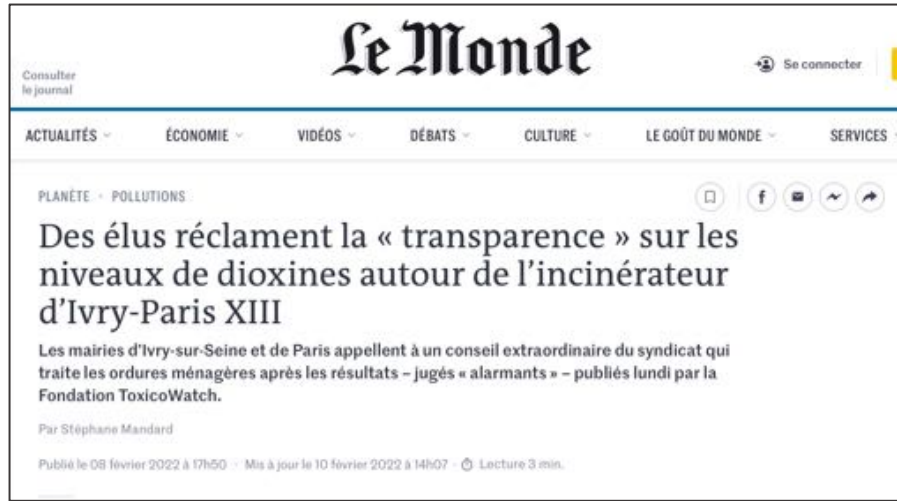 Le Monde
Consulter
le journal
Se connecter
ACTUALITÉS ÉCONOMIE VIDÉOS DÉBATS CULTURE LE GOÛT DU MONDE SERVICES
PLANÈTE · POLLUTIONS
Des élus réclament la « transparence » sur les
niveaux de dioxines autour de l’incinérateur
d’Ivry-Paris XIII
Les mairies d’Ivry-sur-Seine et de Paris appellent à un conseil extraordinaire du syndicat qui
traite les ordures ménagères après les résultats – jugés « alarmants » – publiés lundi par la
Fondation ToxicoWatch.
Par Stéphane Mandard
Publié le 08 février 2022 à 17h50 · Mis à jour le 10 février 2022 à 14h07 · Lecture 3 min.